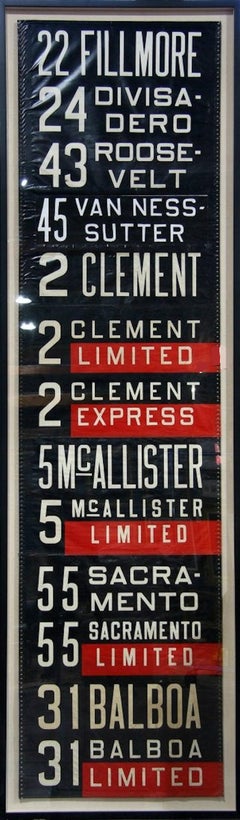 22 FILLMORE
24 DIVISA-
DERO
43 ROOSE-
VELT
45 VAN NESS-
SUTTER
2 CLEMENT
2 CLEMENT
LIMITED
2 CLEMENT
EXPRESS
5 McALLISTER
5 McALLISTER
LIMITED
55 SACRA-
MENTO
55 SACRAMENTO
LIMITED
31 BALBOA
31 BALBOA
LIMITED